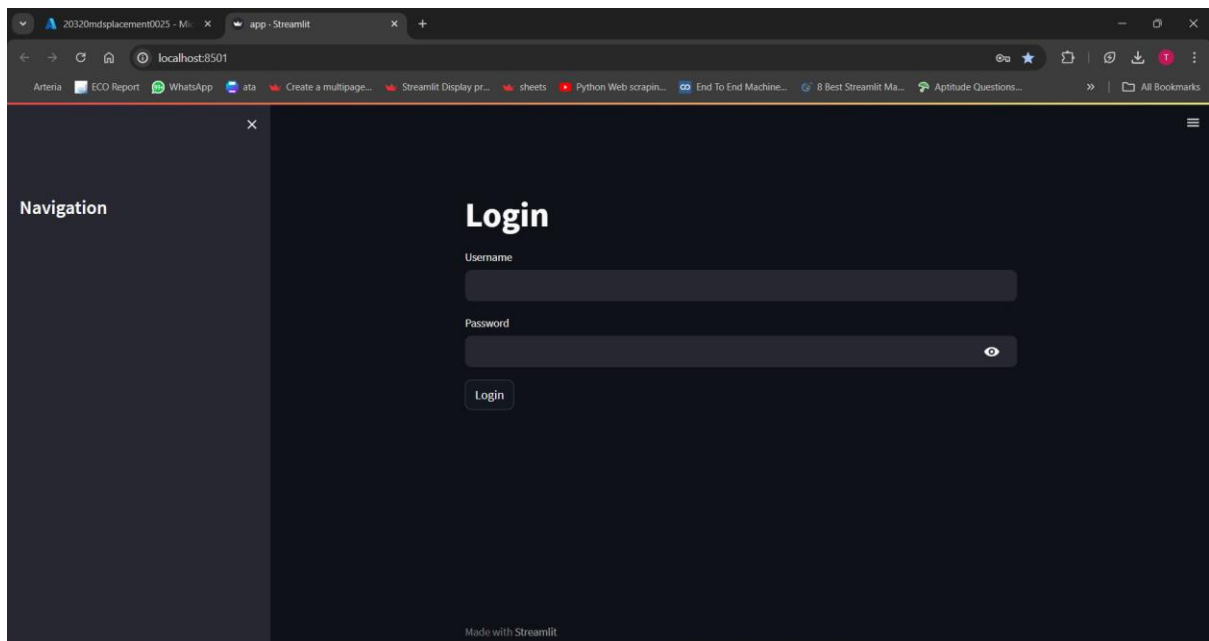 20320mdsplacement0025 - Mic
app · Streamlit
localhost:8501
Arteria ECO Report WhatsApp ata Create a multipage... Streamlit Display pr... sheets Python Web scrapin... End To End Machine... 8 Best Streamlit Ma... Aptitude Questions... » All Bookmarks
T
Navigation
Login
Username
Password
Login
Made with Streamlit